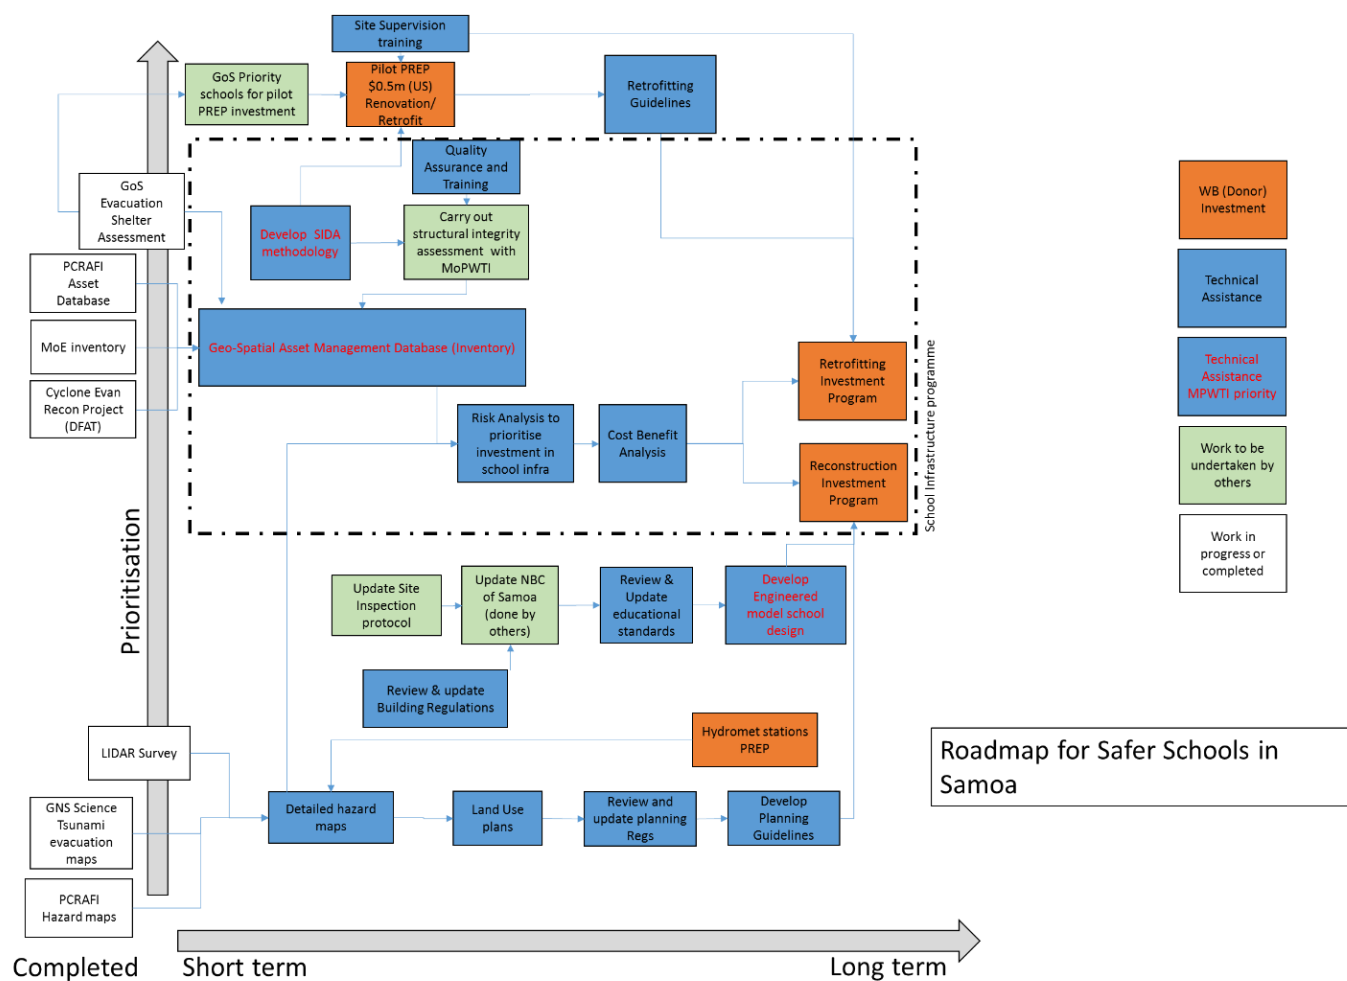 Site Supervision
training
GoS Priority
schools for pilot
PREP investment
Pilot PREP
$0.5m (US)
Renovation/
Retrofit
Retrofitting
Guidelines
Quality
Assurance and
Training
GoS
Evacuation
Shelter
Assessment
Develop SIDA
methodology
Carry out
structural integrity
assessment with
MoPWTI
PCRAFI
Asset
Database
MoE inventory
Cyclone Evan
Recon Project
(DFAT)
Geo-Spatial Asset Management Database (Inventory)
Risk Analysis to
prioritise
investment in
school infra
Cost Benefit
Analysis
Retrofitting
Investment
Program
Reconstruction
Investment
Program
School Infrastructure programme
WB (Donor)
Investment
Technical
Assistance
Technical
Assistance
MPWTI priority
Work to be
undertaken by
others
Work in
progress or
completed
Prioritisation
Update Site
Inspection
protocol
Update NBC
of Samoa
(done by
others)
Review &
Update
educational
standards
Develop
Engineered
model school
design
Review & update
Building Regulations
Hydromet stations
PREP
LIDAR Survey
GNS Science
Tsunami
evacuation
maps
PCRAFI
Hazard maps
Detailed hazard
maps
Land Use
plans
Review and
update planning
Regs
Develop
Planning
Guidelines
Roadmap for Safer Schools in
Samoa
Completed
Short term
Long term